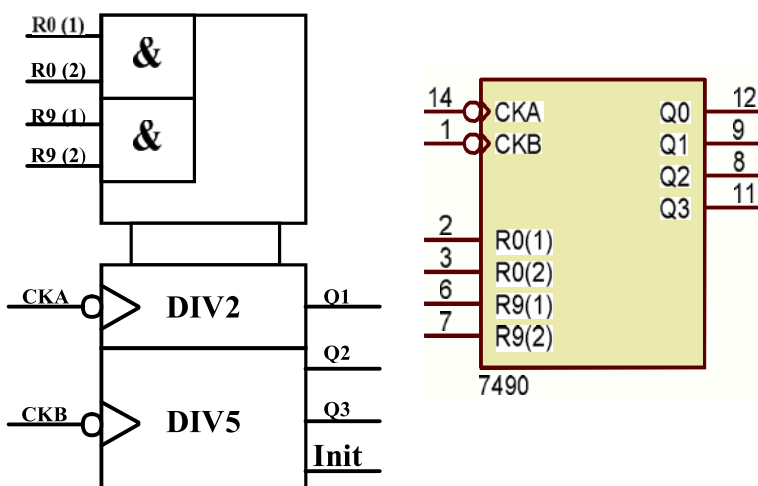 R0 (1)
&
R0 (2)
R9 (1)
&
R9 (2)
CKA
DIV2
Q1
Q2
CKB
DIV5
Q3
Init
14
CKA
Q0
12
1
CKB
Q1
9
Q2
8
Q3
11
2
R0(1)
3
R0(2)
6
R9(1)
7
R9(2)
7490